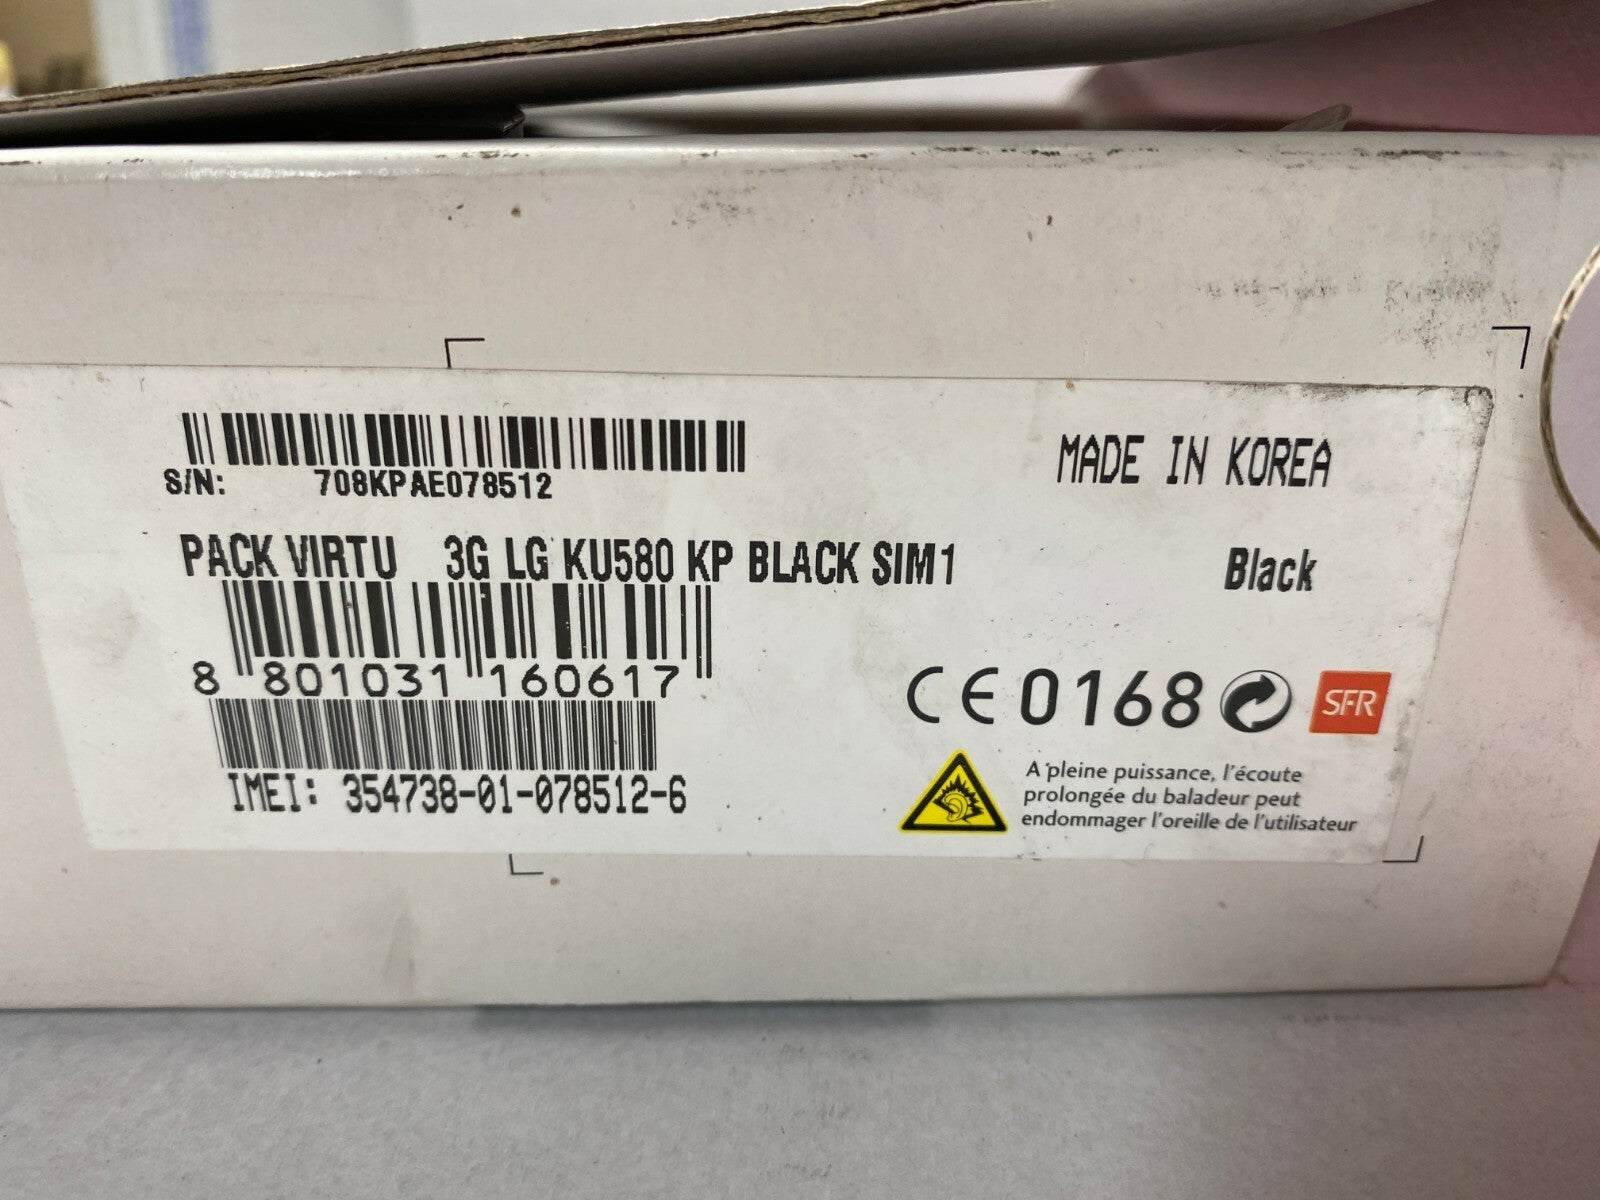 S/N: 708KPAE078512
MADE IN KOREA
PACK VIRTU 3G LG KU580 KP BLACK SIM1
Black
8 801031 160617
CE0168
SFR
IMEI: 354738-01-078512-6
A pleine puissance, l'écoute
prolongée du baladeur peut
endommager l'oreille de l'utilisateur